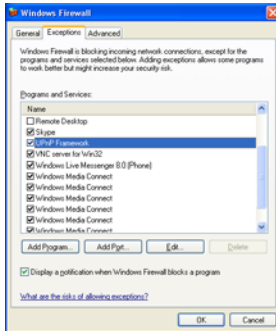 Windows Firewall
General Exceptions Advanced
Windows Firewall is blocking incoming network connections, except for the
programs and services selected below. Adding exceptions allows some programs
to work better but might increase your security risk.
Programs and Services:
Name
Remote Desktop
Skype
UPnP Framework
VNC server for Win32
Windows Live Messenger 8.0 (Phone)
Windows Media Connect
Windows Media Connect
Windows Media Connect
Windows Media Connect
Windows Media Connect
Windows Media Connect
Add Program... Add Port... Edit... Delete
Display a notification when Windows Firewall blocks a program
What are the risks of allowing exceptions?
OK Cancel